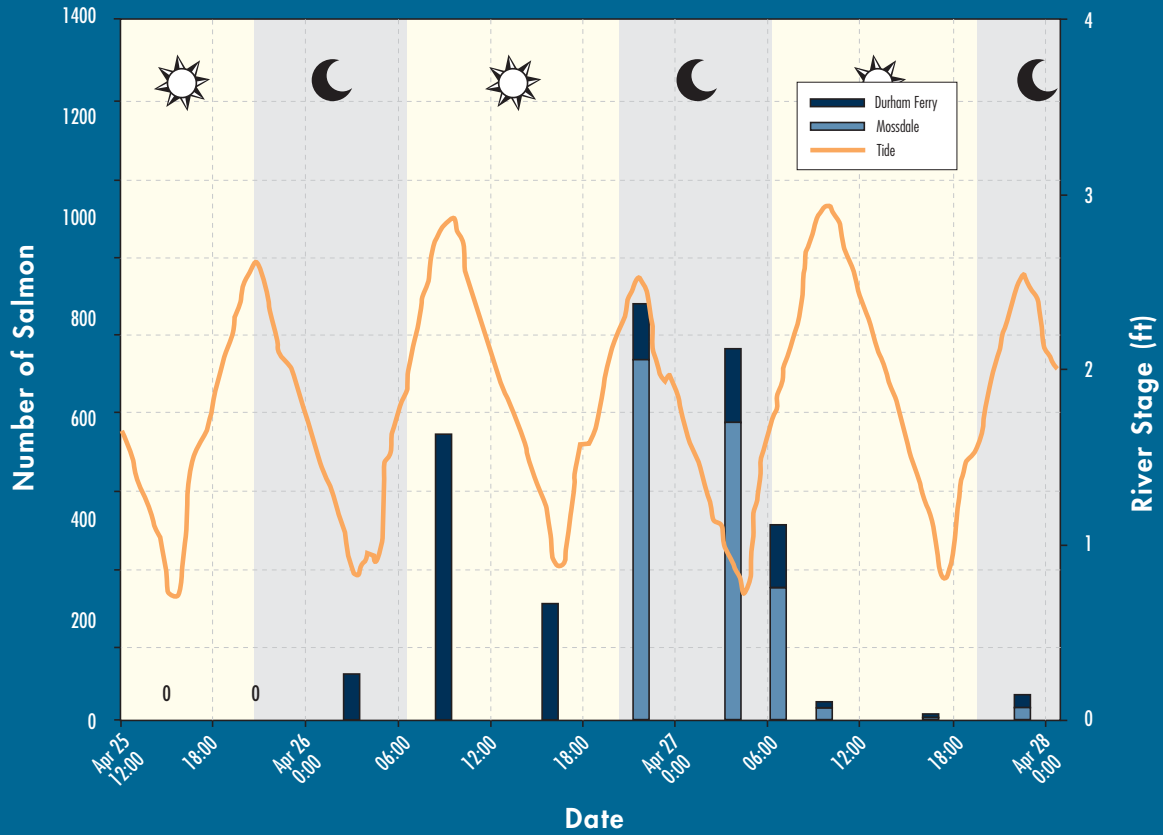 1400
1200
1000
800
600
400
200
0
Number of Salmon
4
3
2
1
0
River Stage (ft)
Durham Ferry
Mossdale
Tide
0
0
Apr 25
12:00
18:00
Apr 26
0:00
06:00
12:00
18:00
Apr 27
0:00
06:00
12:00
18:00
Apr 28
0:00
Date